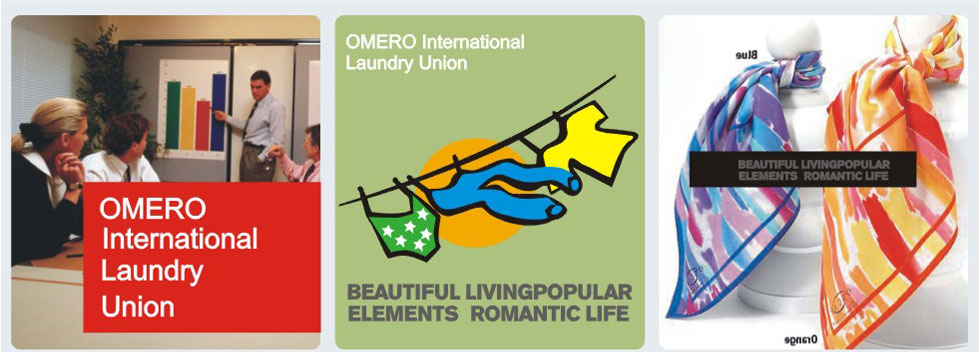 OMERO
International
Laundry
Union
OMERO International
Laundry Union
BEAUTIFUL LIVINGPOPULAR
ELEMENTS ROMANTIC LIFE
Blue
BEAUTIFUL LIVINGPOPULAR
ELEMENTS ROMANTIC LIFE
Orange